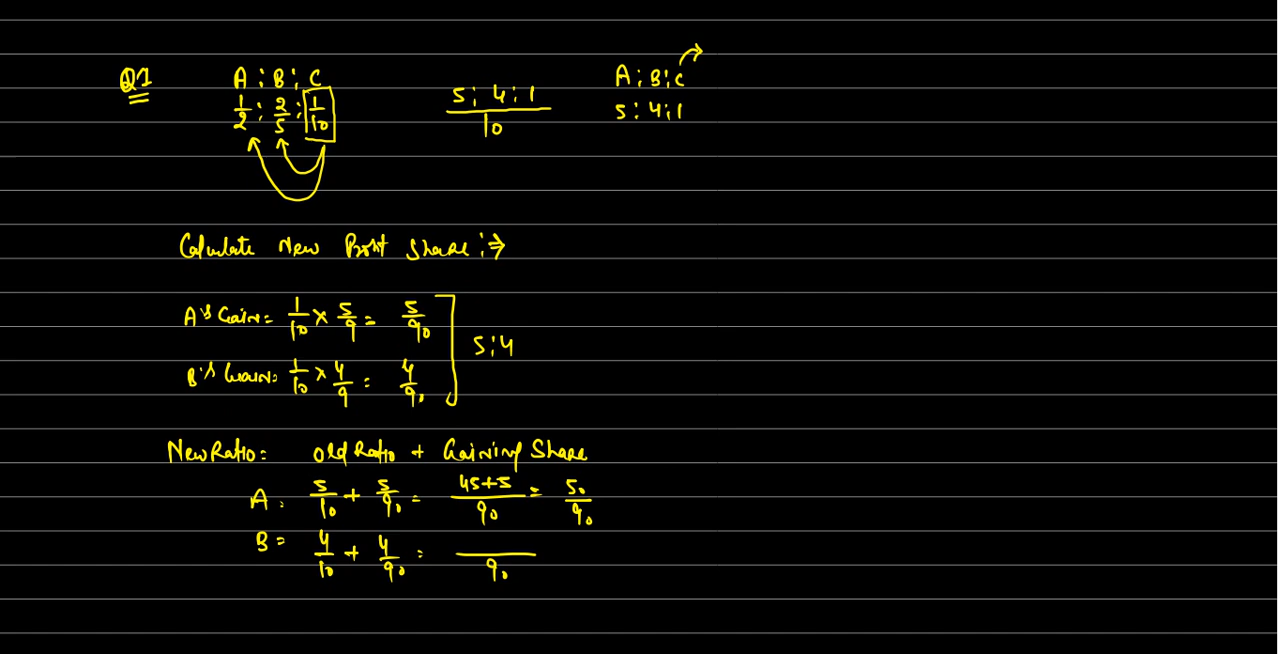 Q1 A : B : C
1/2 : 2/5 : 1/10
5 : 4 : 1 / 10
A : B : C
5 : 4 : 1
Calculate New Profit Share :⇒
A's Gain = 1/10 × 5/9 = 5/90
B's Gain = 1/10 × 4/9 = 4/90
5 : 4
New Ratio = Old Ratio + Gaining Share
A = 5/10 + 5/90 = 45+5/90 = 50/90
B = 4/10 + 4/90 = /90